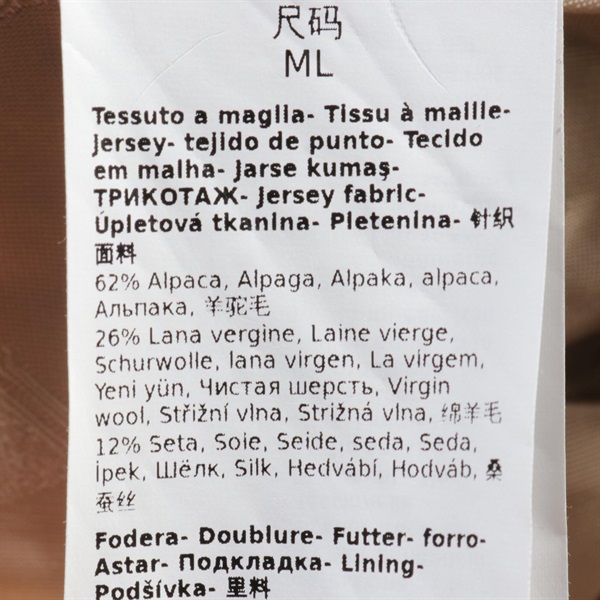 尺码
ML
Tessuto a maglia- Tissu à maille-
Jersey- tejido de punto- Tecido
em malha- Jarse kumaş-
ТРИКОТАЖ- Jersey fabric-
Úpletová tkanina- Pletenina- 针织
面料
62% Alpaca, Alpaga, Alpaka, alpaca,
Альпака, 羊驼毛
26% Lana vergine, Laine vierge,
Schurwolle, lana virgen, La virgem,
Yeni yün, Чистая шерсть, Virgin
wool, Střižní vlna, Strižná vlna, 绵羊毛
12% Seta, Soie, Seide, seda, Seda,
İpek, Шёлк, Silk, Hedvábí, Hodváb, 桑
蚕丝
Fodera- Doublure- Futter- forro-
Astar- Подкладка- Lining-
Podšívka- 里料